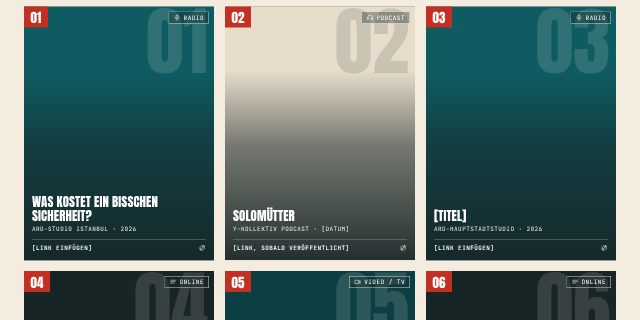 01
RADIO
01
WAS KOSTET EIN BISSCHEN
SICHERHEIT?
ARD-STUDIO ISTANBUL · 2026
[LINK EINFÜGEN]
02
PODCAST
02
SOLOMÜTTER
Y-KOLLEKTIV PODCAST · [DATUM]
[LINK, SOBALD VERÖFFENTLICHT]
03
RADIO
03
[TITEL]
ARD-HAUPTSTADTSTUDIO · 2026
[LINK EINFÜGEN]
04
ONLINE
04
05
VIDEO / TV
05
06
ONLINE
06